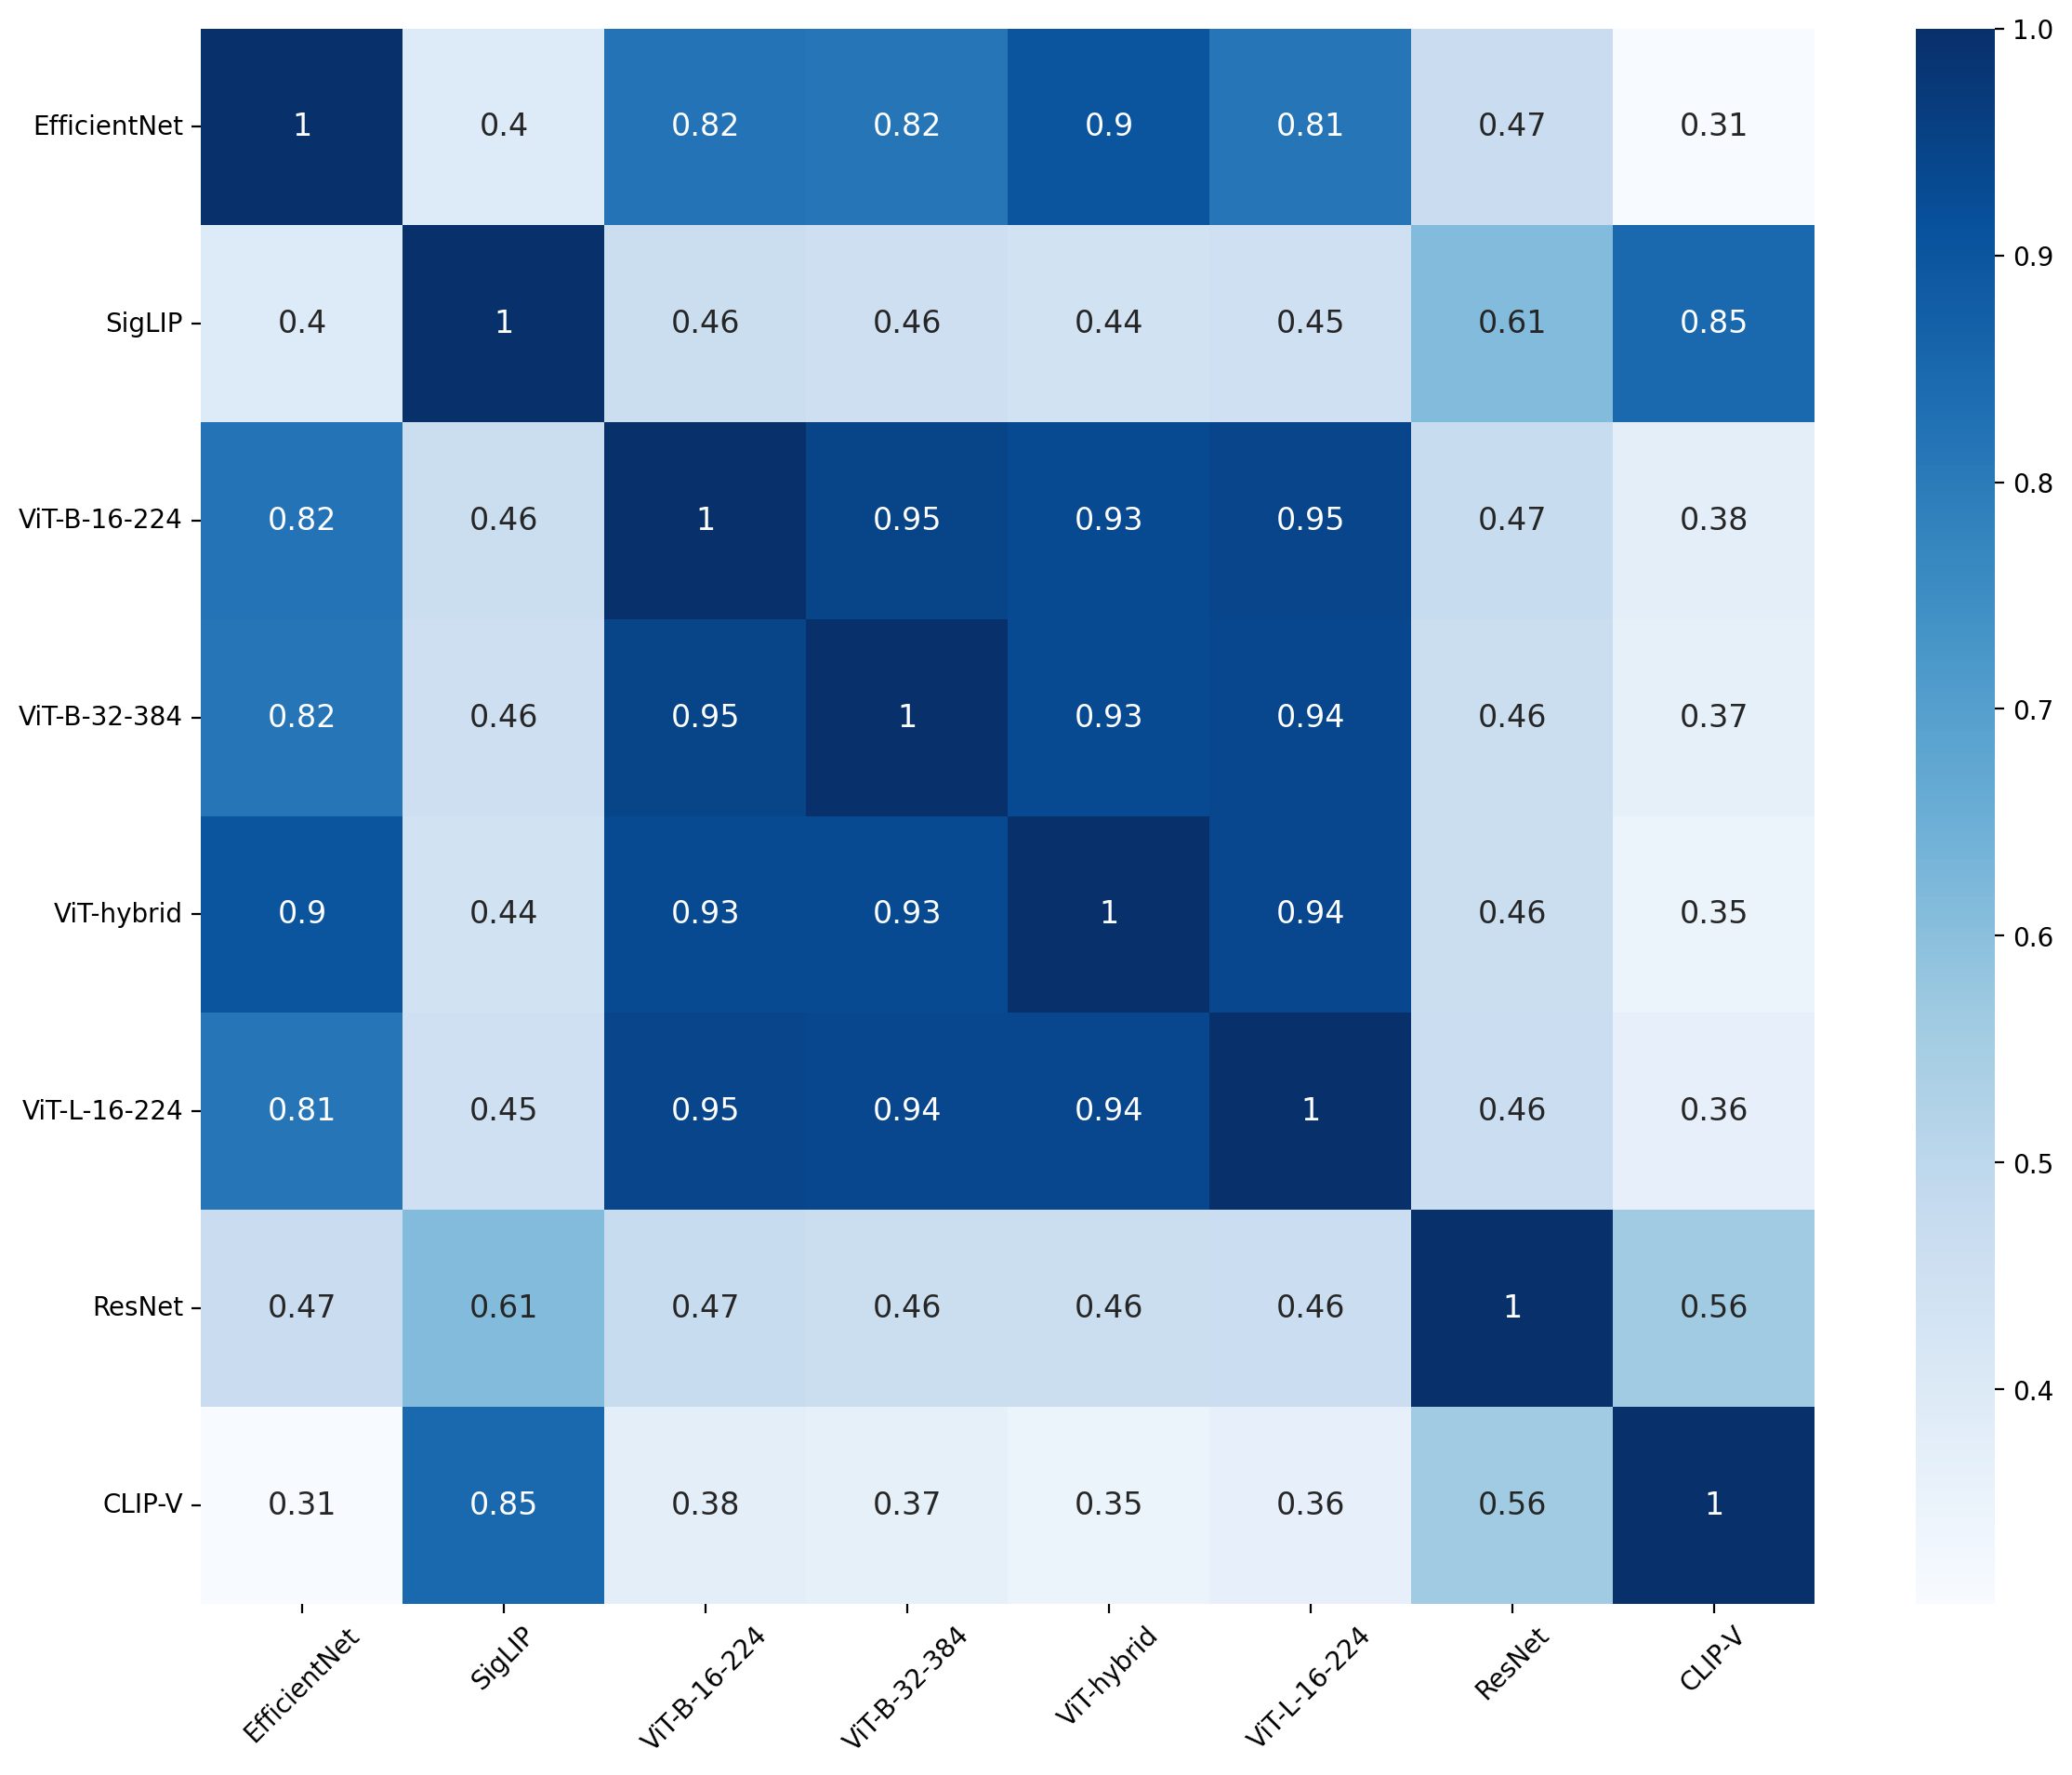 EfficientNet 1 0.4 0.82 0.82 0.9 0.81 0.47 0.31
SigLIP 0.4 1 0.46 0.46 0.44 0.45 0.61 0.85
ViT-B-16-224 0.82 0.46 1 0.95 0.93 0.95 0.47 0.38
ViT-B-32-384 0.82 0.46 0.95 1 0.93 0.94 0.46 0.37
ViT-hybrid 0.9 0.44 0.93 0.93 1 0.94 0.46 0.35
ViT-L-16-224 0.81 0.45 0.95 0.94 0.94 1 0.46 0.36
ResNet 0.47 0.61 0.47 0.46 0.46 0.46 1 0.56
CLIP-V 0.31 0.85 0.38 0.37 0.35 0.36 0.56 1
EfficientNet SigLIP ViT-B-16-224 ViT-B-32-384 ViT-hybrid ViT-L-16-224 ResNet CLIP-V
1.0
0.9
0.8
0.7
0.6
0.5
0.4